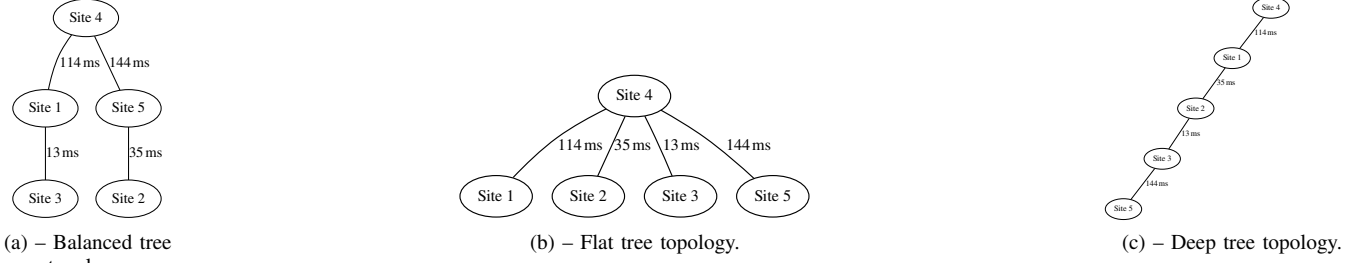 Site 4
114 ms
144 ms
Site 1
Site 5
13 ms
35 ms
Site 3
Site 2
(a) – Balanced tree
Site 4
114 ms
35 ms
13 ms
144 ms
Site 1
Site 2
Site 3
Site 5
(b) – Flat tree topology.
Site 4
114 ms
Site 1
35 ms
Site 2
13 ms
Site 3
144 ms
Site 5
(c) – Deep tree topology.